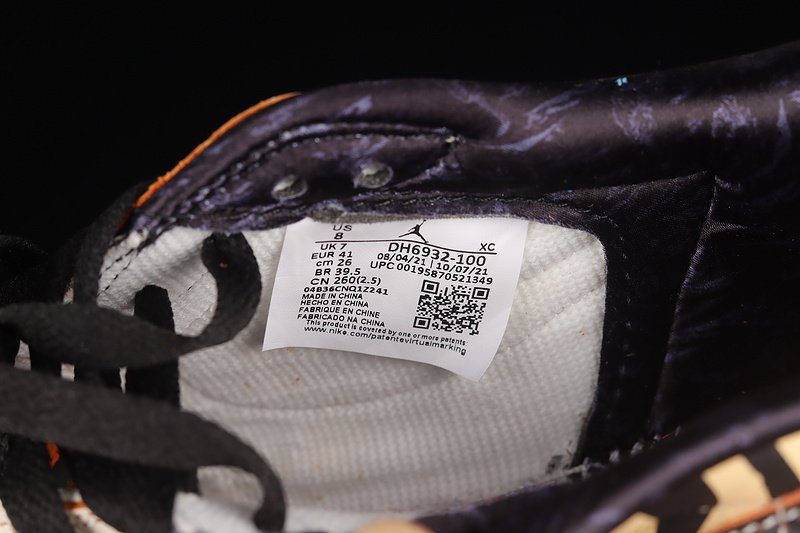 US
8
UK 7
EUR 41
cm 26
BR 39.5
CN 260(2.5)
04B36CNQ12241
XC
DH6932-100
08/04/21 | 10/07/21
UPC 00195870521349
MADE IN CHINA
HECHO EN CHINA
FABRIQUE EN CHINE
FABRICADO NA CHINA
This product is covered by one or more patents
www.nike.com/patentevirtualmarking